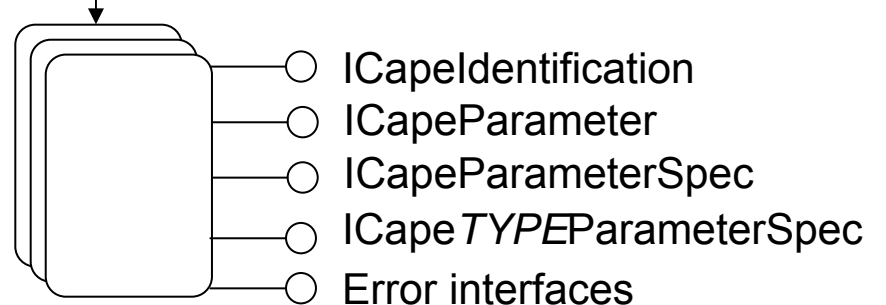 ICapeIdentification
ICapeParameter
ICapeParameterSpec
ICapeTYPEParameterSpec
Error interfaces